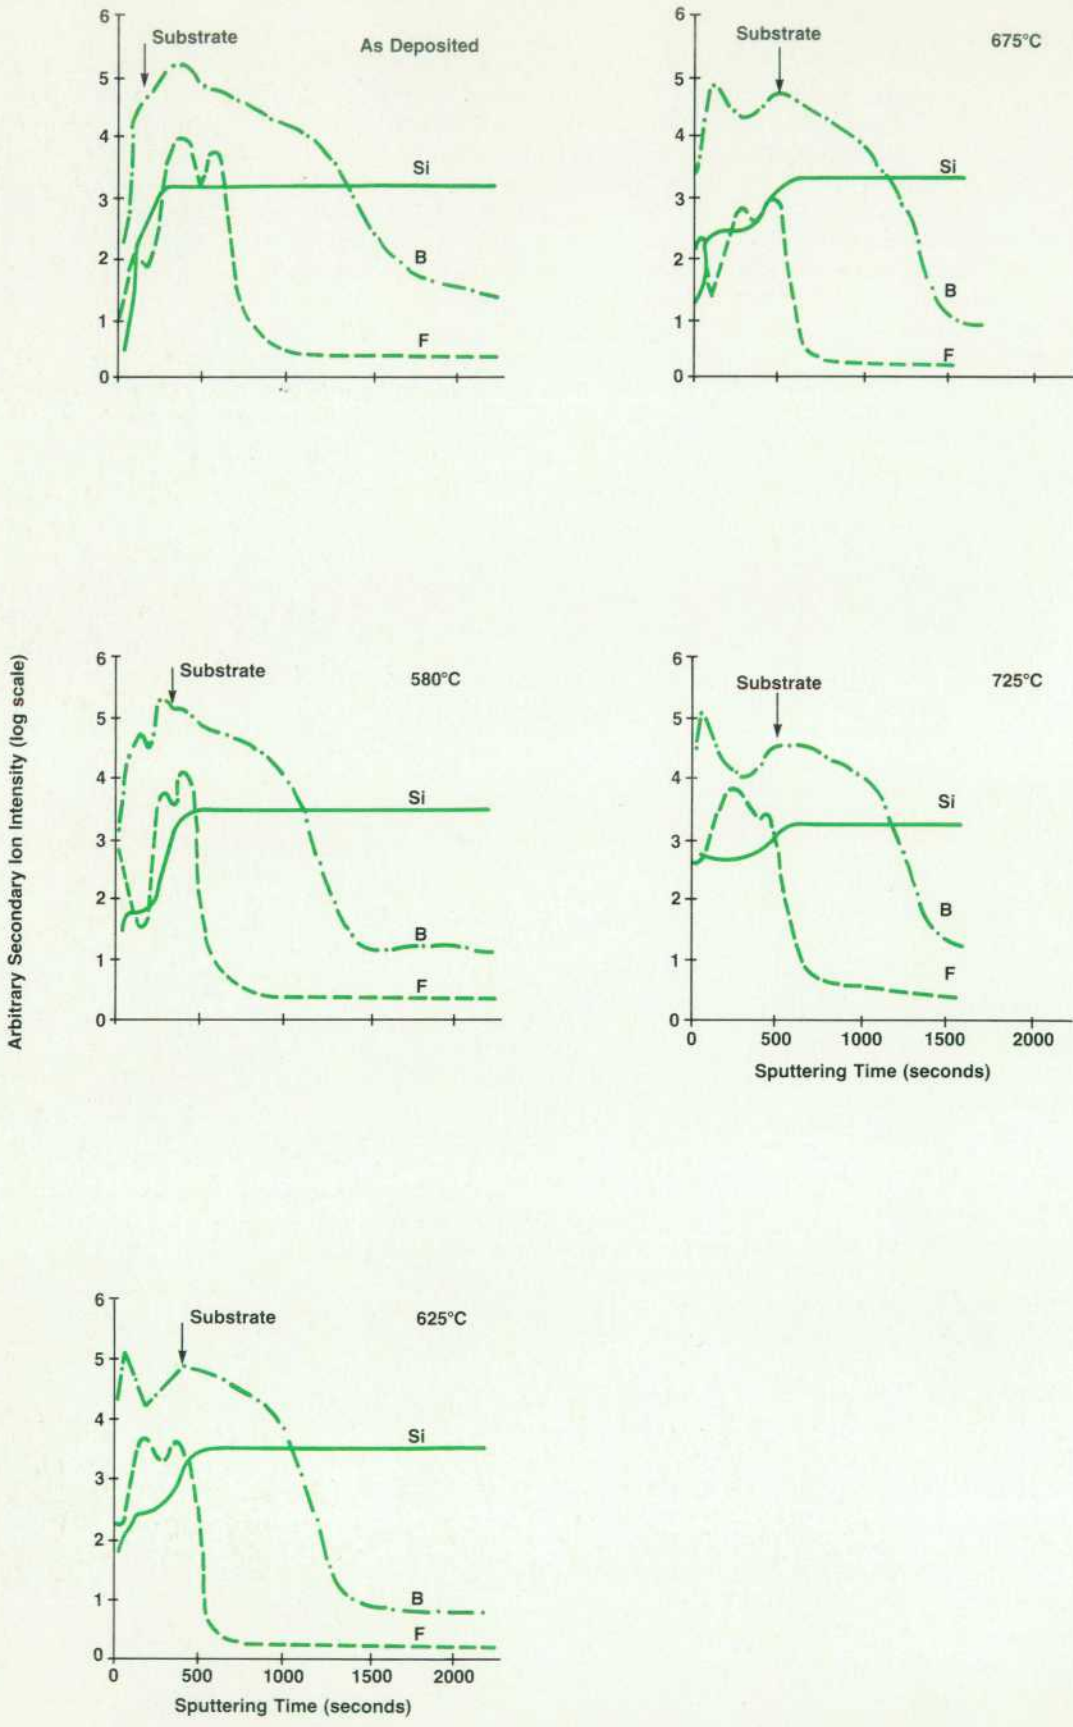 6
Substrate
As Deposited
5
4
Si
3
2
B
1
F
0
6
Substrate
675°C
5
4
Si
3
2
B
1
F
0
Arbitrary Secondary Ion Intensity (log scale)
6
Substrate
580°C
5
4
Si
3
2
B
1
F
0
6
Substrate
725°C
5
4
Si
3
2
B
1
F
0
0 500 1000 1500 2000
Sputtering Time (seconds)
6
Substrate
625°C
5
4
Si
3
2
B
1
F
0
0 500 1000 1500 2000
Sputtering Time (seconds)